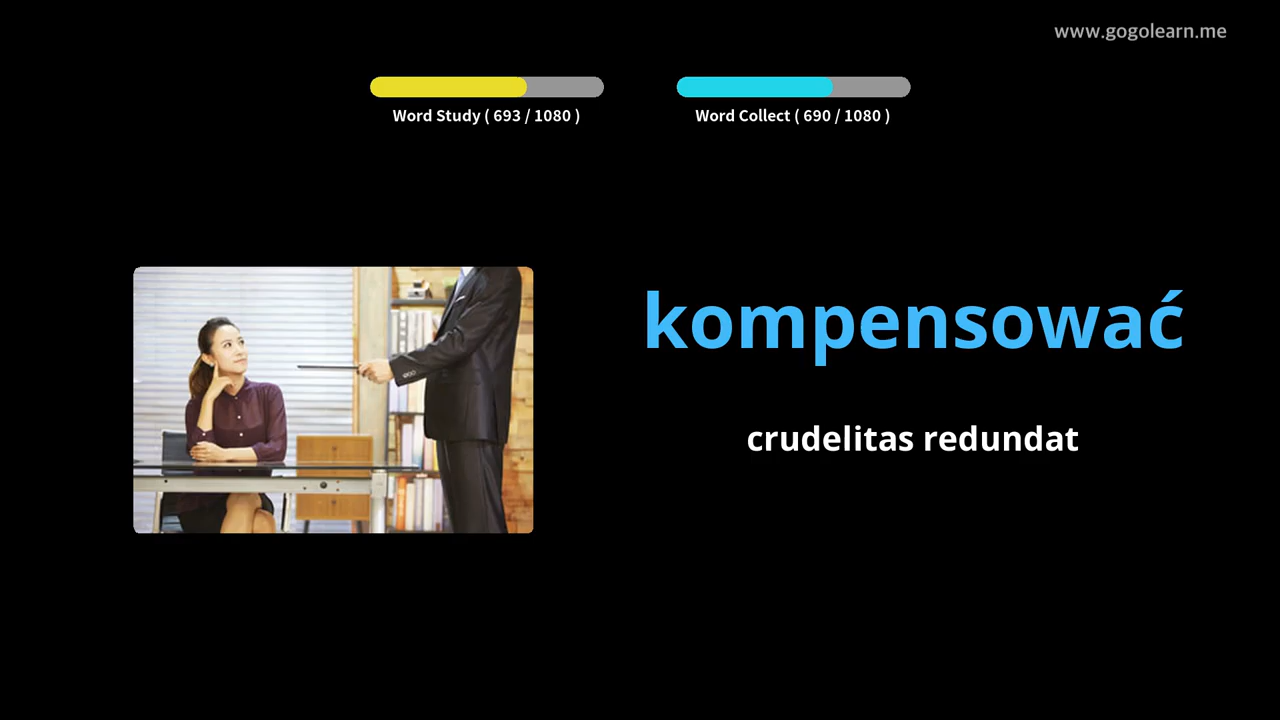 www.gogolearn.me
Word Study ( 693 / 1080 )
Word Collect ( 690 / 1080 )
kompensować
crudelitas redundat